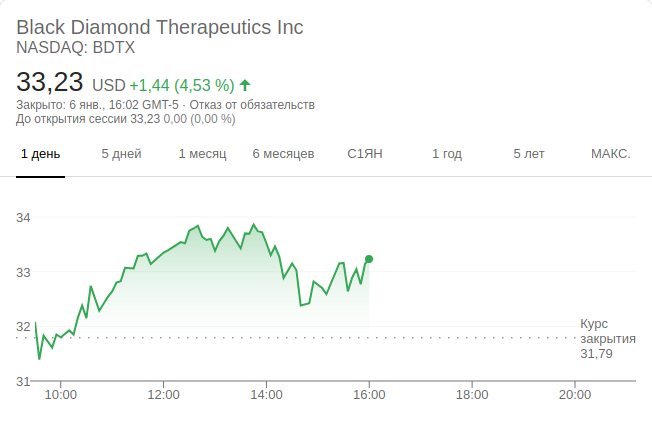 Black Diamond Therapeutics Inc
NASDAQ: BDTX
33,23 USD +1,44 (4,53 %)
Закрыто: 6 янв., 16:02 GMT-5 · Отказ от обязательств
До открытия сессии 33,23 0,00 (0,00 %)
1 день 5 дней 1 месяц 6 месяцев С1ЯН 1 год 5 лет МАКС.
34
33
32
Курс
закрытия
31,79
31
10:00 12:00 14:00 16:00 18:00 20:00